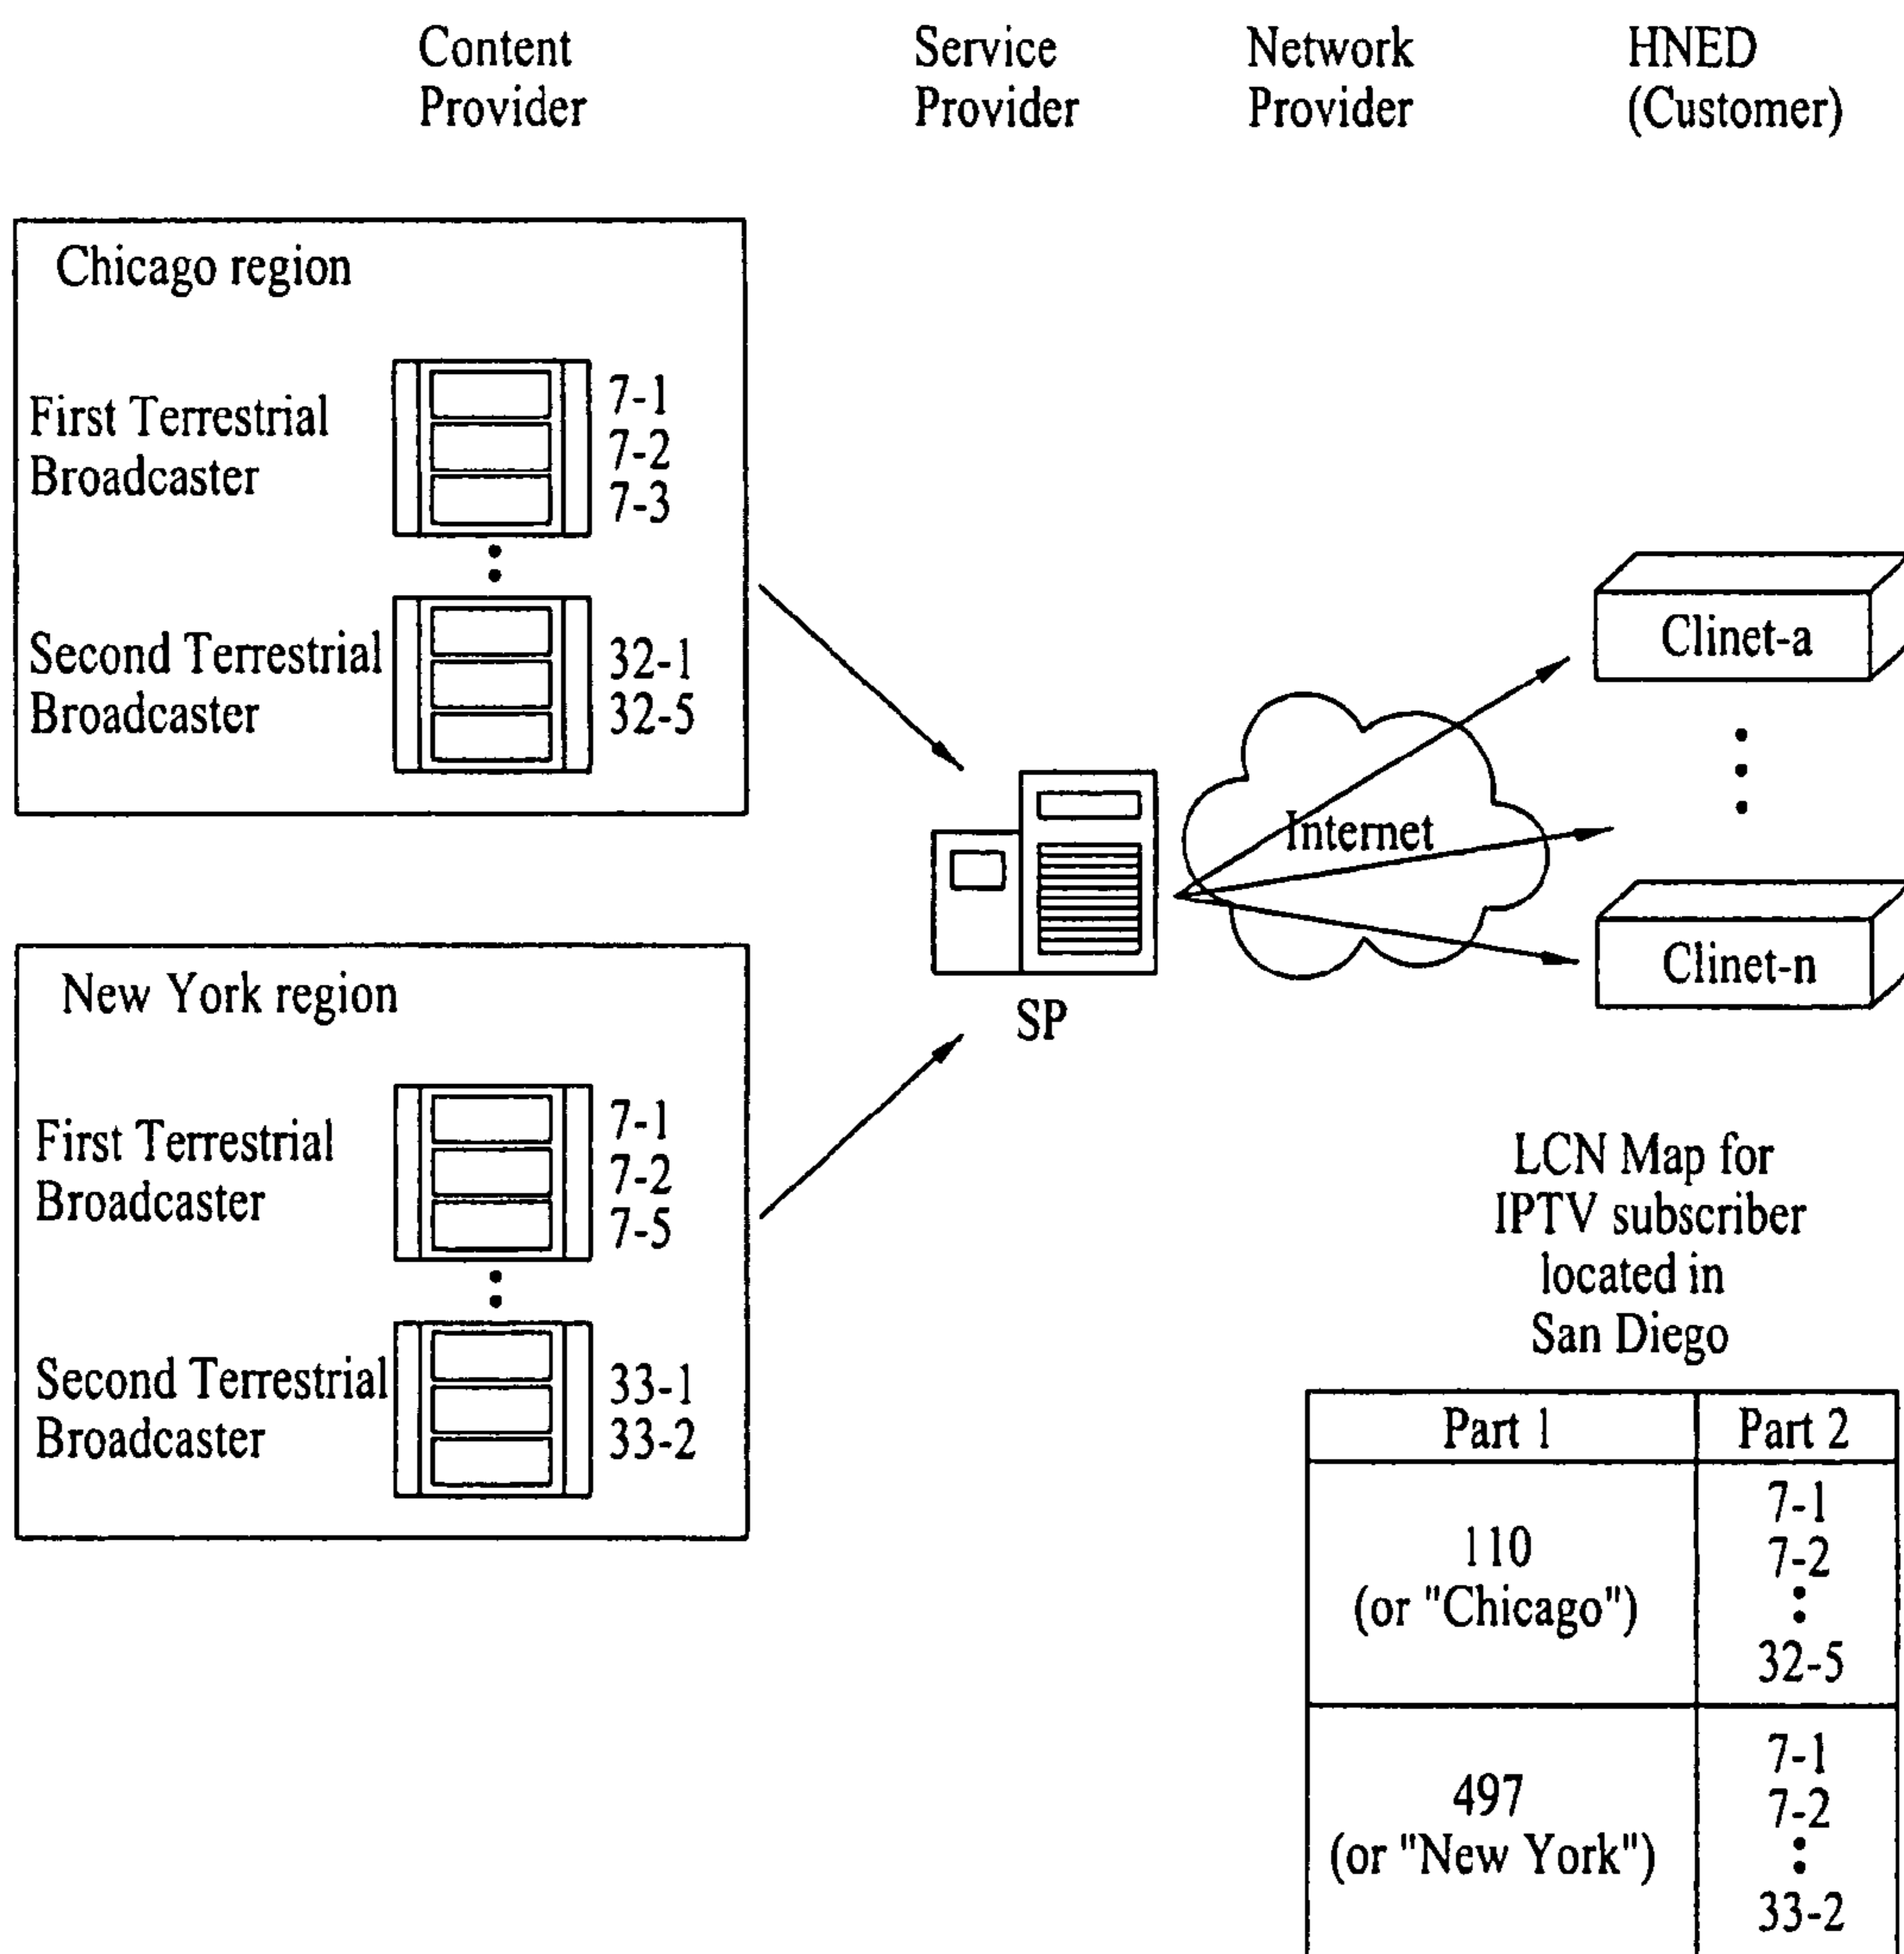 Content
Provider
Service
Provider
Network
Provider
HNED
(Customer)
Chicago region
First Terrestrial
Broadcaster
7-1
7-2
7-3
Second Terrestrial
Broadcaster
32-1
32-5
New York region
First Terrestrial
Broadcaster
7-1
7-2
7-5
Second Terrestrial
Broadcaster
33-1
33-2
SP
Internet
Clinet-a
Clinet-n
LCN Map for
IPTV subscriber
located in
San Diego
Part 1
Part 2
110
(or "Chicago")
7-1
7-2
32-5
497
(or "New York")
7-1
7-2
33-2